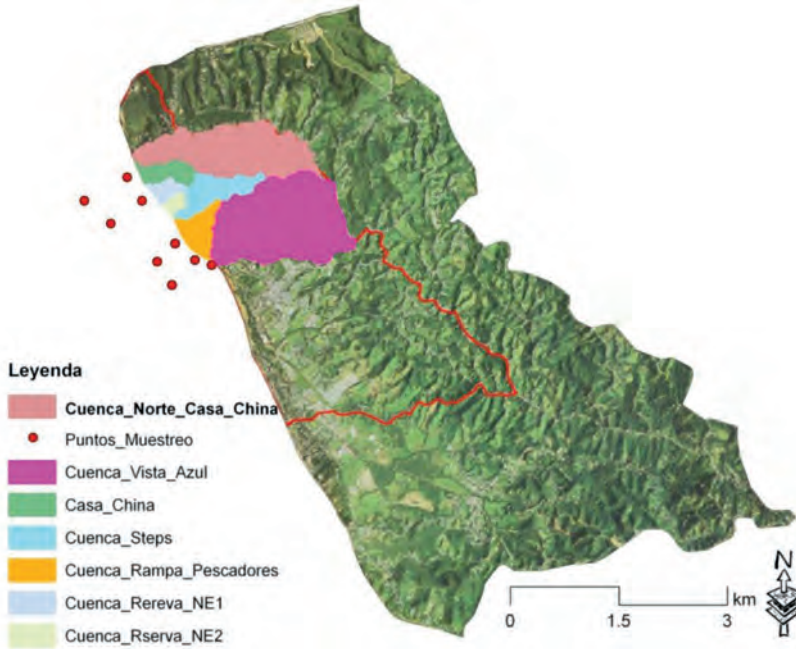 Leyenda
Cuenca_Norte_Casa_China
Puntos_Muestreo
Cuenca_Vista_Azul
Casa_China
Cuenca_Steps
Cuenca_Rampa_Pescadores
Cuenca_Rereva_NE1
Cuenca_Rserva_NE2
N
km
0 1.5 3